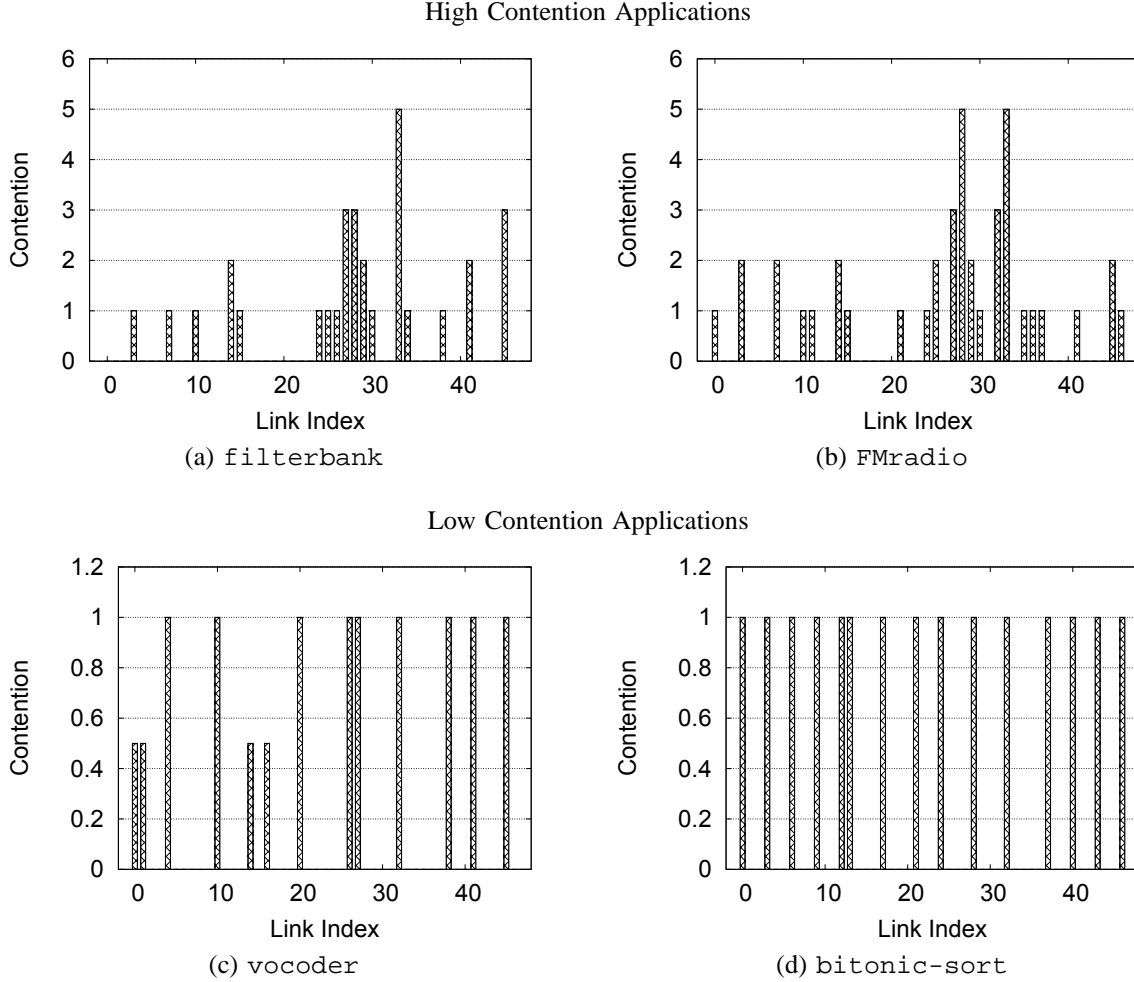 High Contention Applications
6
5
4
3
2
1
0
Contention
0 10 20 30 40
Link Index
(a) filterbank
6
5
4
3
2
1
0
Contention
0 10 20 30 40
Link Index
(b) FMradio
Low Contention Applications
1.2
1
0.8
0.6
0.4
0.2
0
Contention
0 10 20 30 40
Link Index
(c) vocoder
1.2
1
0.8
0.6
0.4
0.2
0
Contention
0 10 20 30 40
Link Index
(d) bitonic-sort